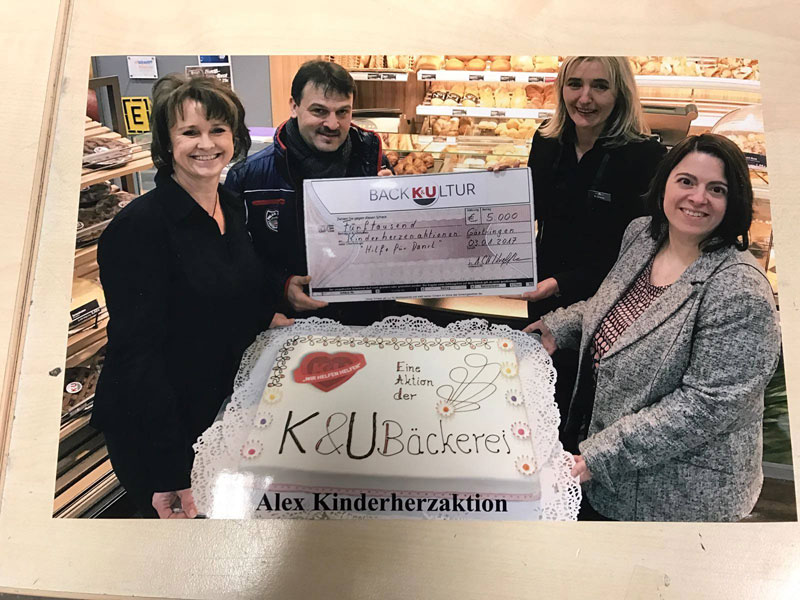 BACK K&U KULTUR
€ 5.000
fünftausend
Kinderherzenaktionen Gärtringen
"Hilfe für Daniel" 03.01.2017
"WIR HELFEN HELFEN"
Eine
Aktion
der
K&U Bäckerei
Alex Kinderherzaktion